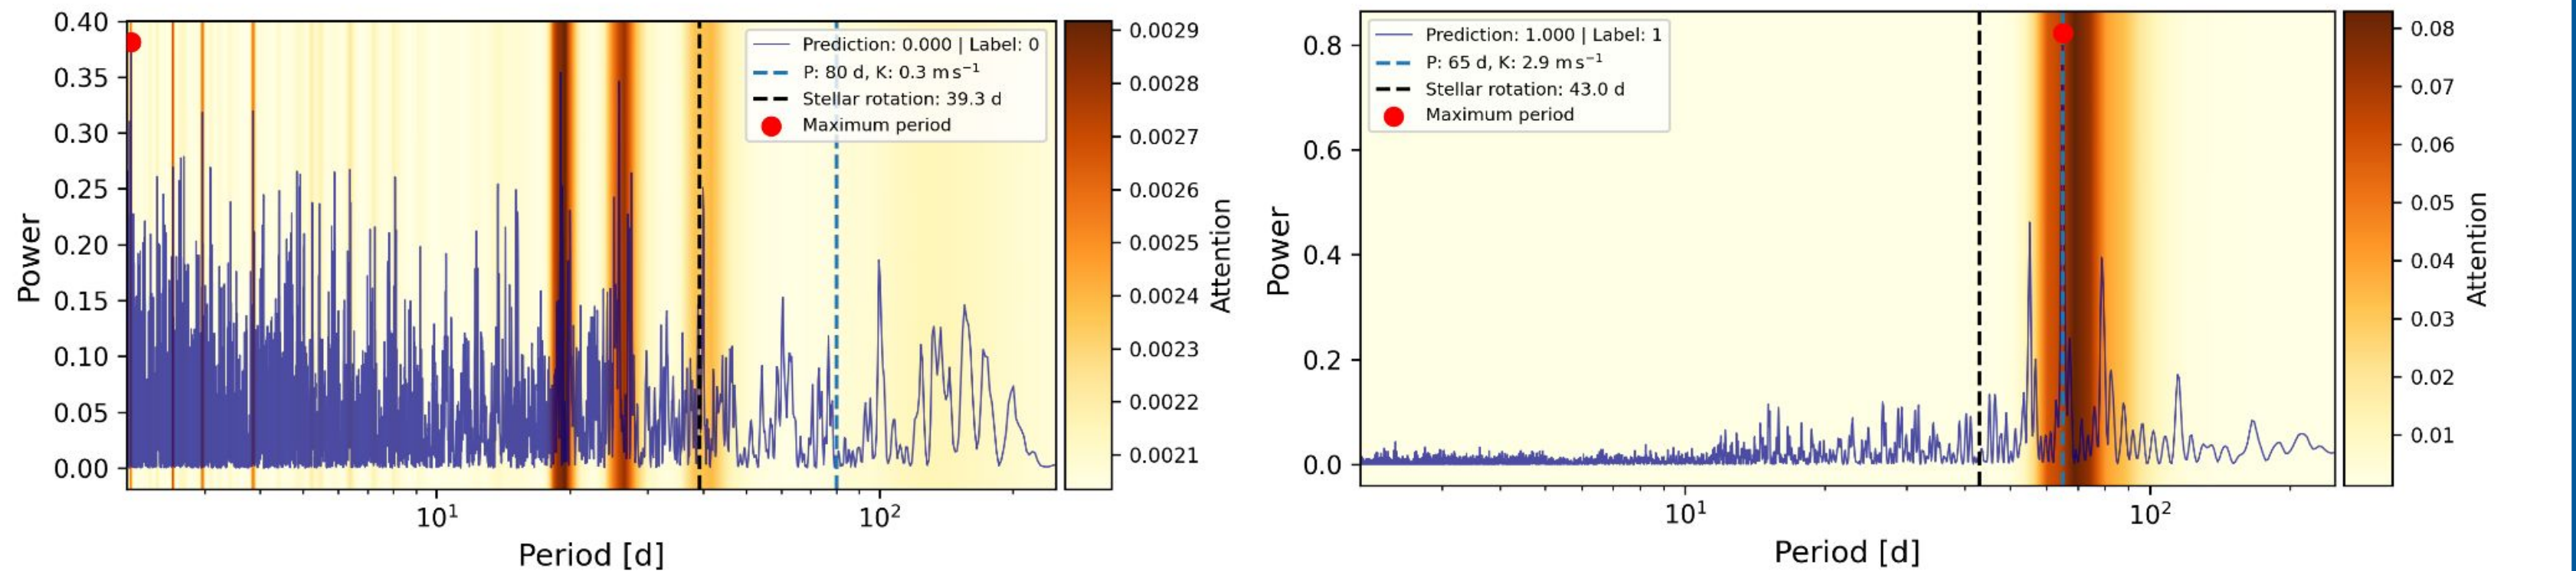 0.40
0.35
0.30
0.25
0.20
0.15
0.10
0.05
0.00
Power
10¹
10²
Period [d]
Prediction: 0.000 | Label: 0
P: 80 d, K: 0.3 m s⁻¹
Stellar rotation: 39.3 d
Maximum period
0.0029
0.0028
0.0027
0.0026
0.0025
0.0024
0.0023
0.0022
0.0021
Attention
0.8
0.6
0.4
0.2
0.0
Power
10¹
10²
Period [d]
Prediction: 1.000 | Label: 1
P: 65 d, K: 2.9 m s⁻¹
Stellar rotation: 43.0 d
Maximum period
0.08
0.07
0.06
0.05
0.04
0.03
0.02
0.01
Attention